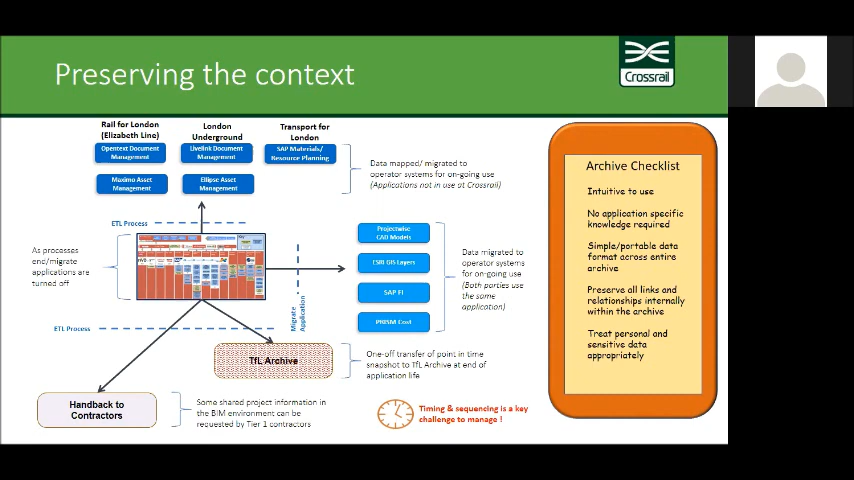 Preserving the context
Crossrail
Rail for London
(Elizabeth Line)
London
Underground
Transport for
London
Opentext Document
Management
Livelink Document
Management
SAP Materials/
Resource Planning
Maximo Asset
Management
Ellipse Asset
Management
Data mapped/ migrated to
operator systems for on-going use
(Applications not in use at Crossrail)
ETL Process
As processes
end/migrate
applications are
turned off
Migrate
Application
Projectwise
CAD Models
ESRI GIS Layers
SAP FI
PRISM Cost
Data migrated to
operator systems
for on-going use
(Both parties use
the same
application)
ETL Process
TfL Archive
One-off transfer of point in time
snapshot to TfL Archive at end of
application life
Handback to
Contractors
Some shared project information in
the BIM environment can be
requested by Tier 1 contractors
Timing & sequencing is a key
challenge to manage !
Archive Checklist
Intuitive to use
No application specific
knowledge required
Simple/portable data
format across entire
archive
Preserve all links and
relationships internally
within the archive
Treat personal and
sensitive data
appropriately